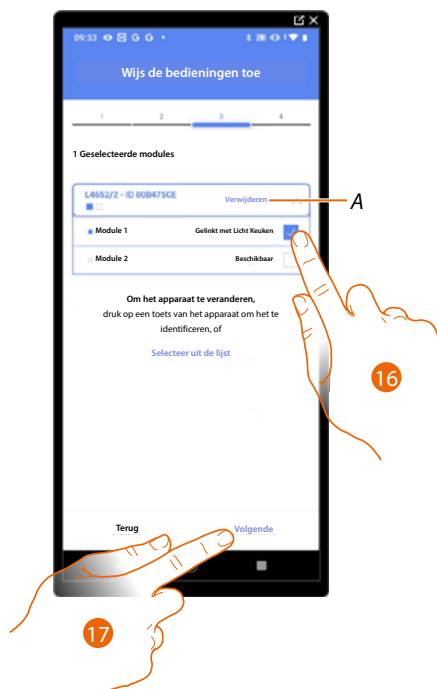 09:33 G G
Wijs de bedieningen toe
1 2 3 4
1 Geselecteerde modules
L4652/2 - ID 00B475CE
Verwijderen
A
Module 1 Gelinkt met Licht Keuken
Module 2 Beschikbaar
Om het apparaat te veranderen,
druk op een toets van het apparaat om het te
identificeren, of
Selecteer uit de lijst
16
Terug Volgende
17